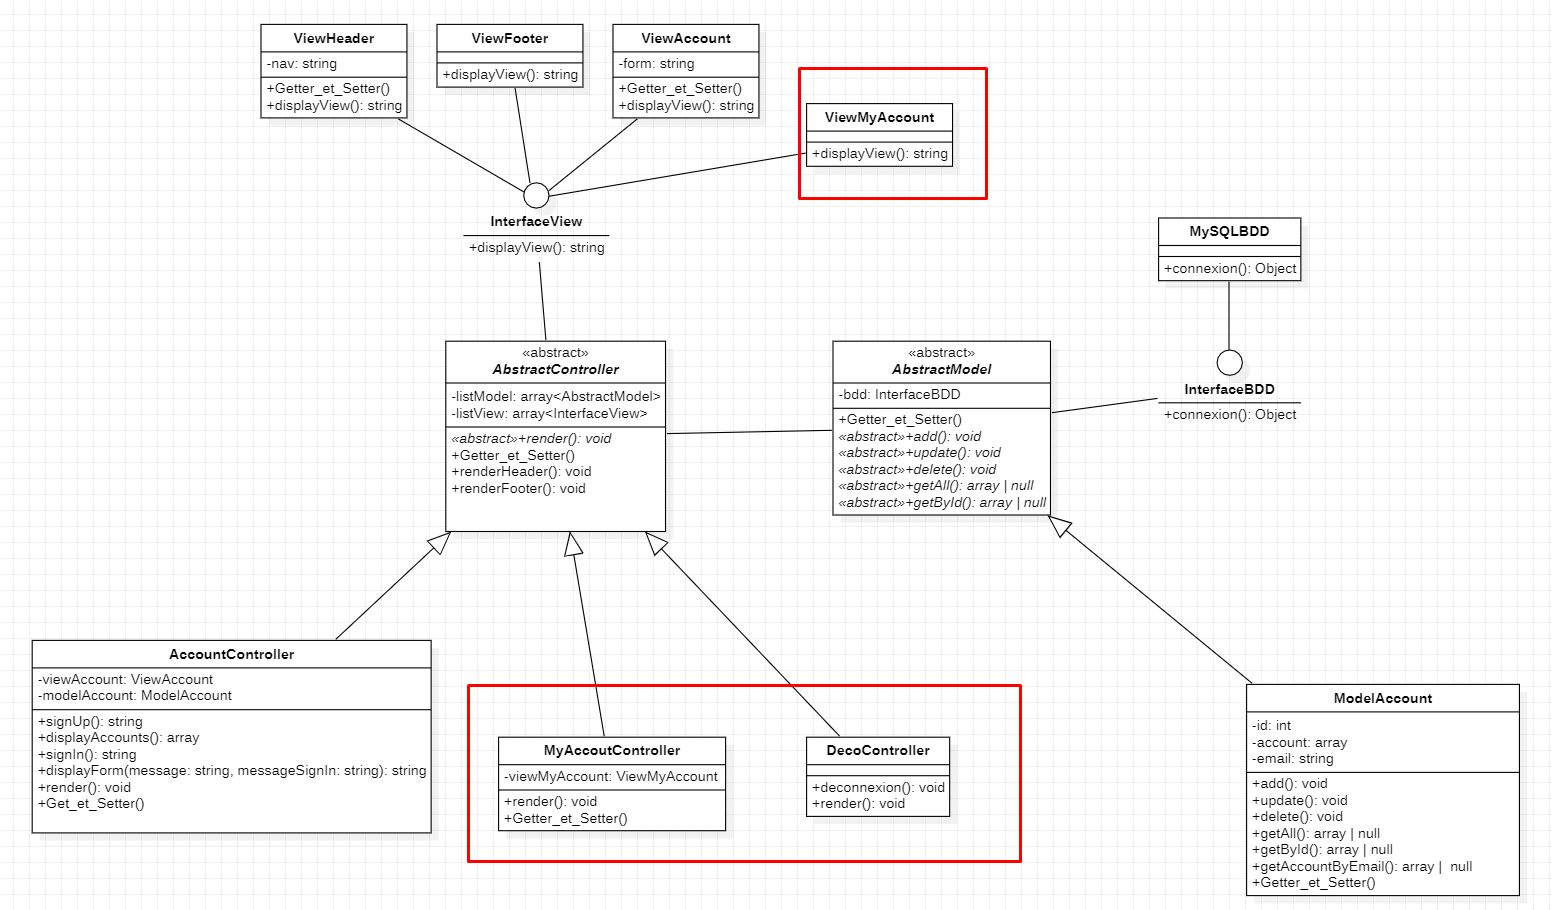 ViewHeader
-nav: string
+Getter_et_Setter()
+displayView(): string
ViewFooter
+displayView(): string
ViewAccount
-form: string
+Getter_et_Setter()
+displayView(): string
ViewMyAccount
+displayView(): string
InterfaceView
+displayView(): string
MySQLBDD
+connexion(): Object
InterfaceBDD
+connexion(): Object
«abstract»
AbstractController
-listModel: array<AbstractModel>
-listView: array<InterfaceView>
«abstract»+render(): void
+Getter_et_Setter()
+renderHeader(): void
+renderFooter(): void
«abstract»
AbstractModel
-bdd: InterfaceBDD
+Getter_et_Setter()
«abstract»+add(): void
«abstract»+update(): void
«abstract»+delete(): void
«abstract»+getAll(): array | null
«abstract»+getById(): array | null
AccountController
-viewAccount: ViewAccount
-modelAccount: ModelAccount
+signUp(): string
+displayAccounts(): array
+signIn(): string
+displayForm(message: string, messageSignIn: string): string
+render(): void
+Get_et_Setter()
MyAccoutController
-viewMyAccount: ViewMyAccount
+render(): void
+Getter_et_Setter()
DecoController
+deconnexion(): void
+render(): void
ModelAccount
-id: int
-account: array
-email: string
+add(): void
+update(): void
+delete(): void
+getAll(): array | null
+getById(): array | null
+getAccountByEmail(): array |  null
+Getter_et_Setter()